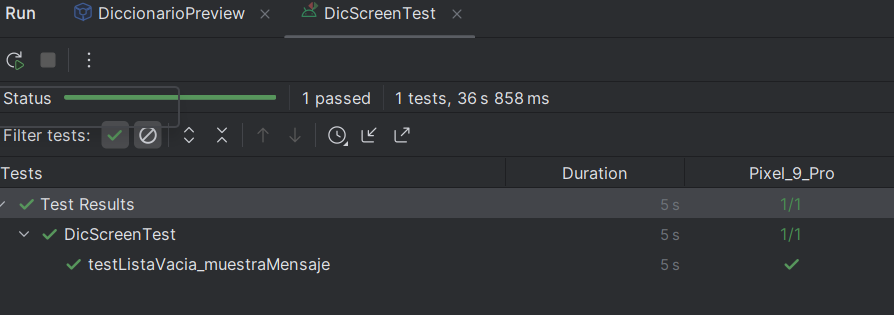 Run DiccionarioPreview DicScreenTest
Status 1 passed 1 tests, 36 s 858 ms
Filter tests:
Tests Duration Pixel_9_Pro
Test Results 5 s 1/1
DicScreenTest 5 s 1/1
testListaVacia_muestraMensaje 5 s